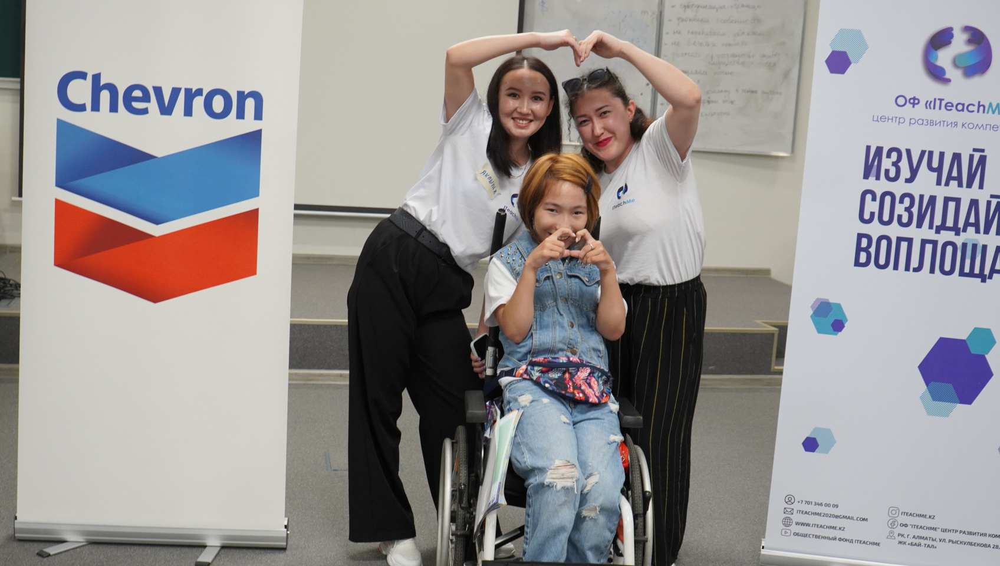 Chevron
АКЛИМА
ITeachMe
ITeachMe
ОФ «ITeachM
центр развития компе
ИЗУЧАЙ
СОЗИДАЙ
ВОПЛОЩА
+7 701 346 00 09
ITEACHME2020@GMAIL.COM
WWW.ITEACHME.KZ
ОБЩЕСТВЕННЫЙ ФОНД ITEACHME
ITEACHME.KZ
ОФ "ITEACHME" ЦЕНТР РАЗВИТИЯ КОМ
РК, Г. АЛМАТЫ, УЛ. РЫСКУЛБЕКОВА 28,
ЖК «БАЙ-ТАЛ»